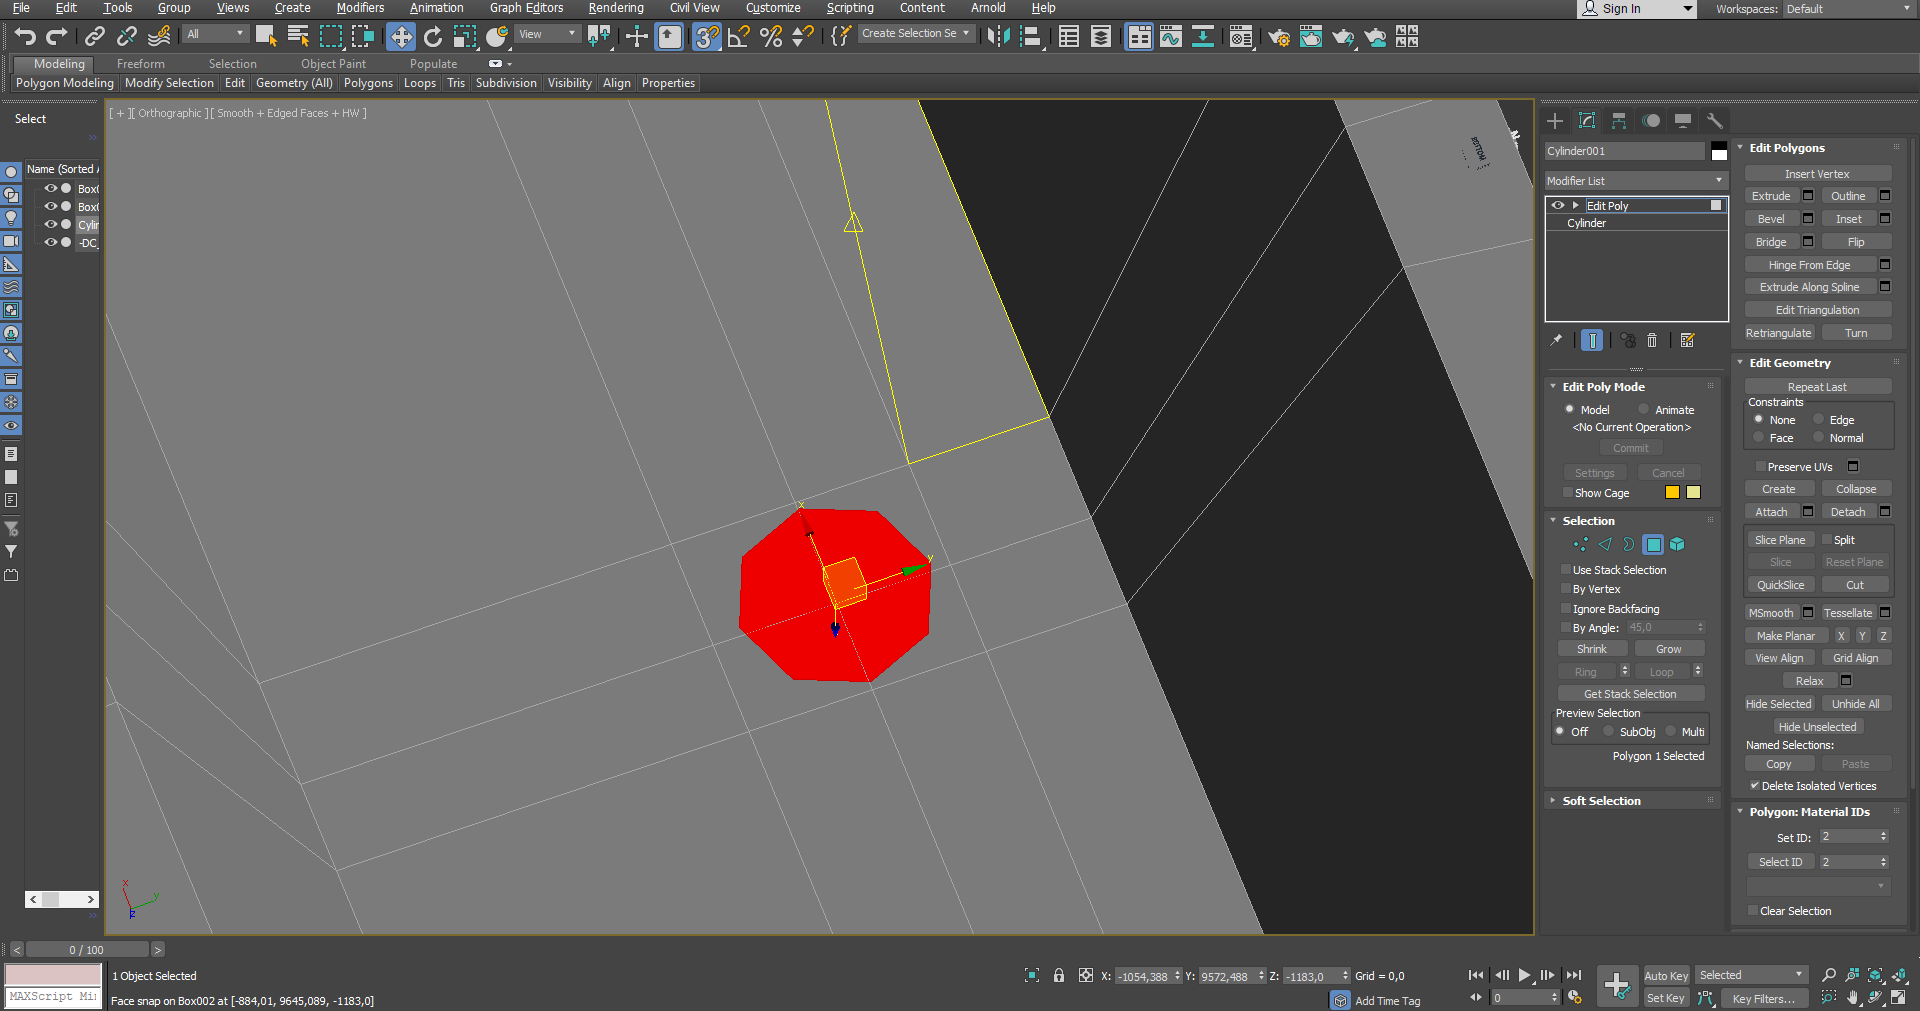 File Edit Tools Group Views Create Modifiers Animation Graph Editors Rendering Civil View Customize Scripting Content Arnold Help Sign In Workspaces: Default
All View Create Selection Se
Modeling Freeform Selection Object Paint Populate
Polygon Modeling Modify Selection Edit Geometry (All) Polygons Loops Tris Subdivision Visibility Align Properties
Select
Name (Sorted A
Box0
Box0
Cylin
-DC_
[ + ][ Orthographic ][ Smooth + Edged Faces + HW ]
BOTTOM
x
y
x
y
z
Cylinder001
Modifier List
Edit Poly
Cylinder
Edit Poly Mode
Model Animate
<No Current Operation>
Commit
Settings Cancel
Show Cage
Selection
Use Stack Selection
By Vertex
Ignore Backfacing
By Angle: 45,0
Shrink Grow
Ring Loop
Get Stack Selection
Preview Selection
Off SubObj Multi
Polygon 1 Selected
Soft Selection
Edit Polygons
Insert Vertex
Extrude Outline
Bevel Inset
Bridge Flip
Hinge From Edge
Extrude Along Spline
Edit Triangulation
Retriangulate Turn
Edit Geometry
Repeat Last
Constraints
None Edge
Face Normal
Preserve UVs
Create Collapse
Attach Detach
Slice Plane Split
Slice Reset Plane
QuickSlice Cut
MSmooth Tessellate
Make Planar X Y Z
View Align Grid Align
Relax
Hide Selected Unhide All
Hide Unselected
Named Selections:
Copy Paste
Delete Isolated Vertices
Polygon: Material IDs
Set ID: 2
Select ID 2
Clear Selection
< 0 / 100 >
1 Object Selected X: -1054,388 Y: 9572,488 Z: -1183,0 Grid = 0,0 Auto Key Selected
MAXScript Mi
Face snap on Box002 at [-884,01, 9645,089, -1183,0] Add Time Tag 0 Set Key Key Filters...